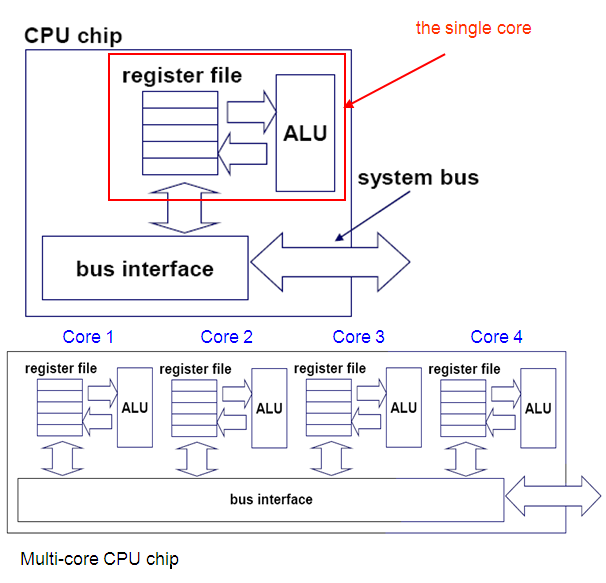 the single core
CPU chip
register file
ALU
system bus
bus interface
Core 1 Core 2 Core 3 Core 4
register file register file register file register file
ALU ALU ALU ALU
bus interface
Multi-core CPU chip